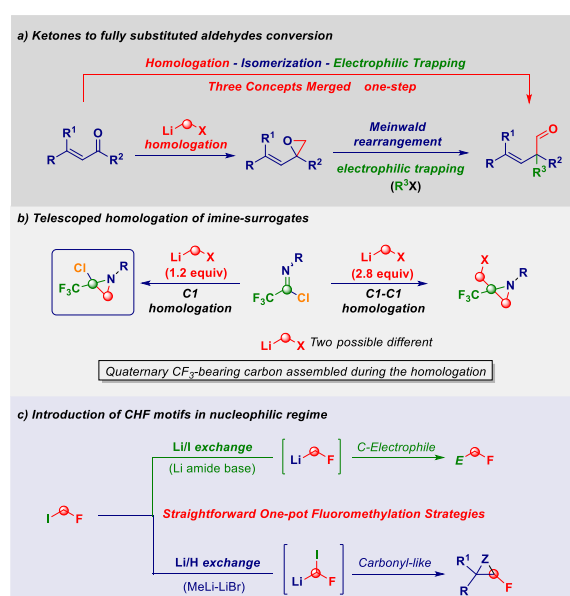 a) Ketones to fully substituted aldehydes conversion
Homologation - Isomerization - Electrophilic Trapping
Three Concepts Merged one-step
R¹ O R R²
Li X
homologation
R¹ O R R²
Meinwald
rearrangement
electrophilic trapping
(R³X)
R¹ O R R² R³
b) Telescoped homologation of imine-surrogates
Cl R N F₃C
Li X
(1.2 equiv)
C1
homologation
R N F₃C Cl
Li X
(2.8 equiv)
C1-C1
homologation
X R N F₃C
Li X Two possible different
Quaternary CF₃-bearing carbon assembled during the homologation
c) Introduction of CHF motifs in nucleophilic regime
Li/I exchange
(Li amide base)
Li F
C-Electrophile
E F
I F
Straightforward One-pot Fluoromethylation Strategies
Li/H exchange
(MeLi-LiBr)
I Li F
Carbonyl-like
R¹ Z R F